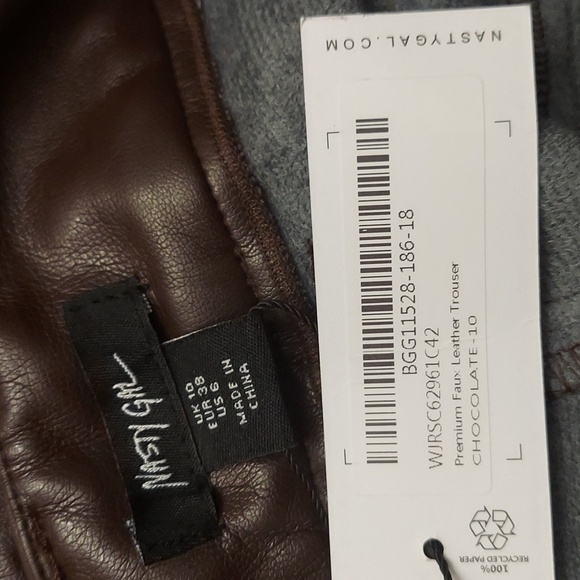 NASTYGAL.COM
BGG11528-186-18
WJRSC62961C42
Premium Faux Leather Trouser
CHOCOLATE-10
100%
RECYCLED PAPER
NASTY GAL
UK 10
EUR 38
US 6
MADE IN
CHINA